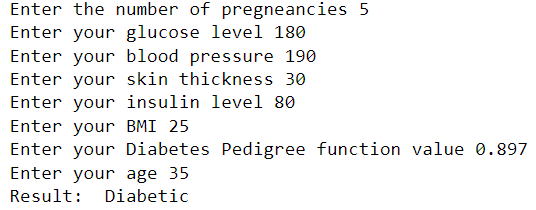 Enter the number of pregneancies 5
Enter your glucose level 180
Enter your blood pressure 190
Enter your skin thickness 30
Enter your insulin level 80
Enter your BMI 25
Enter your Diabetes Pedigree function value 0.897
Enter your age 35
Result:  Diabetic